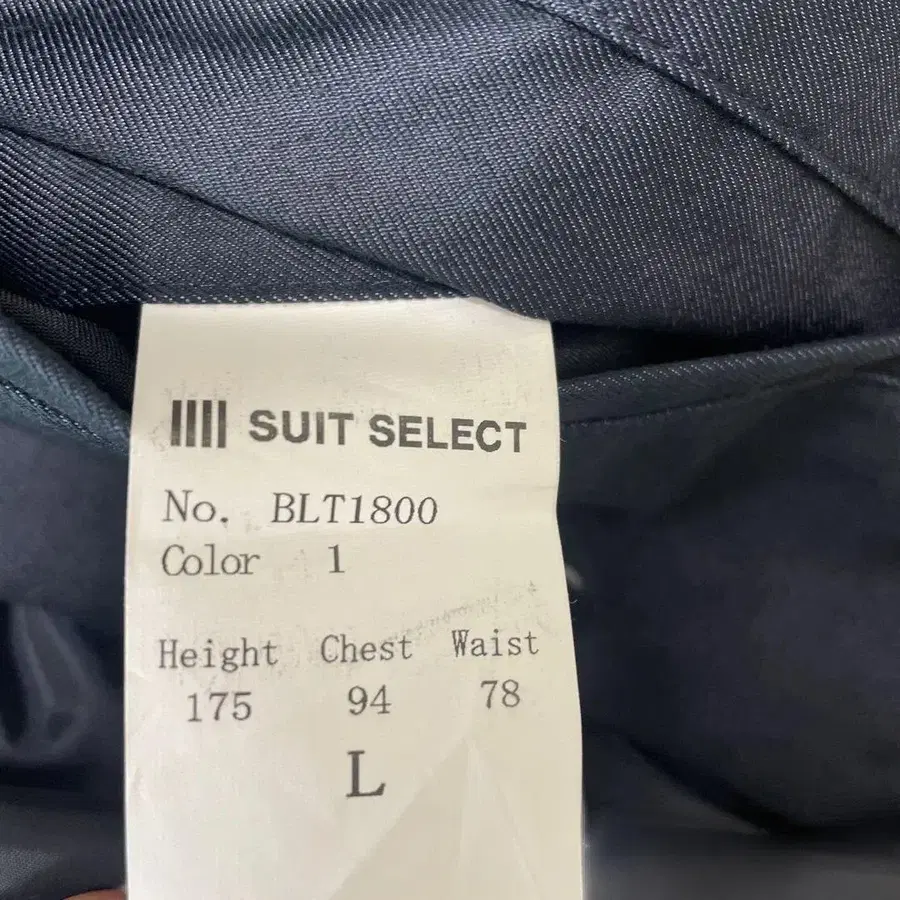 SUIT SELECT
No. BLT1800
Color 1
Height Chest Waist
175 94 78
L